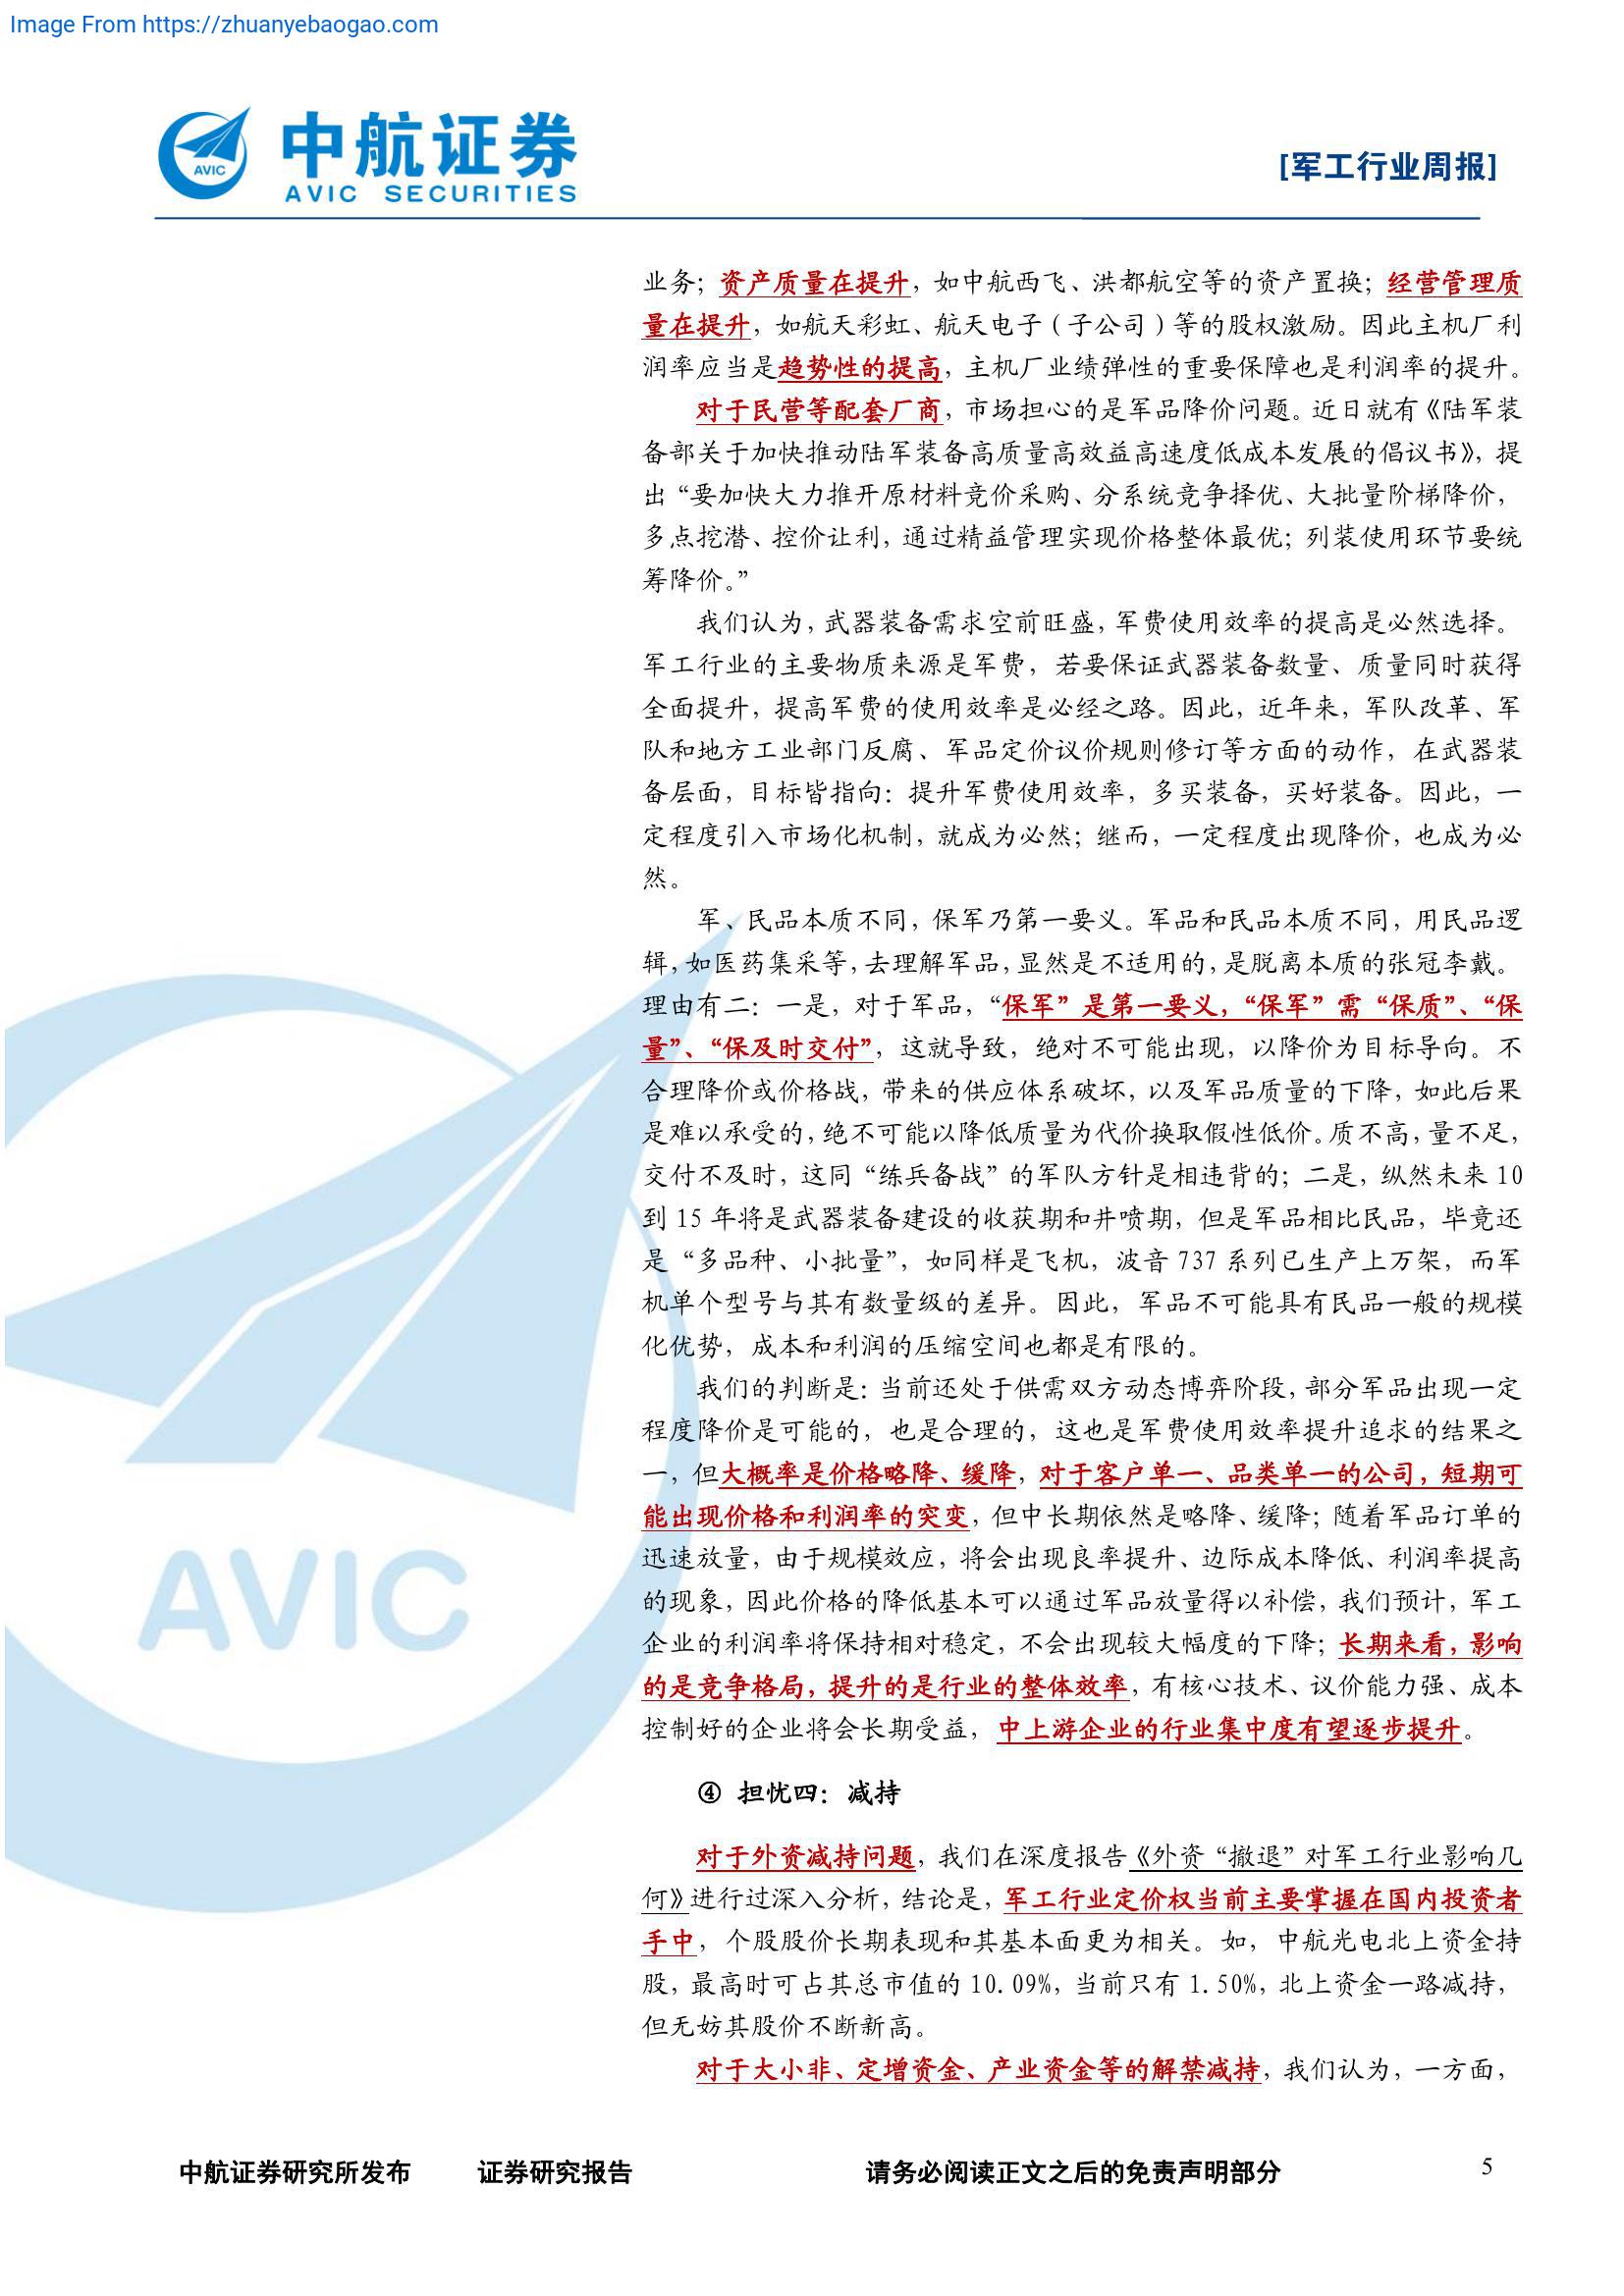 Image From https://zhuanyebaogao.com
AVIC
中航证券
AVIC SECURITIES
[军工行业周报]
业务；资产质量在提升，如中航西飞、洪都航空等的资产置换；经营管理质
量在提升，如航天彩虹、航天电子（子公司）等的股权激励。因此主机厂利
润率应当是趋势性的提高，主机厂业绩弹性的重要保障也是利润率的提升。
对于民营等配套厂商，市场担心的是军品降价问题。近日就有《陆军装
备部关于加快推动陆军装备高质量高效益高速度低成本发展的倡议书》，提
出“要加快大力推开原材料竞价采购、分系统竞争择优、大批量阶梯降价，
多点挖潜、控价让利，通过精益管理实现价格整体最优；列装使用环节要统
筹降价。”
我们认为，武器装备需求空前旺盛，军费使用效率的提高是必然选择。
军工行业的主要物质来源是军费，若要保证武器装备数量、质量同时获得
全面提升，提高军费的使用效率是必经之路。因此，近年来，军队改革、军
队和地方工业部门反腐、军品定价议价规则修订等方面的动作，在武器装
备层面，目标皆指向：提升军费使用效率，多买装备，买好装备。因此，一
定程度引入市场化机制，就成为必然；继而，一定程度出现降价，也成为必
然。
军、民品本质不同，保军乃第一要义。军品和民品本质不同，用民品逻
辑，如医药集采等，去理解军品，显然是不适用的，是脱离本质的张冠李戴。
理由有二：一是，对于军品，“保军”是第一要义，“保军”需“保质”、“保
量”、“保及时交付”，这就导致，绝对不可能出现，以降价为目标导向。不
合理降价或价格战，带来的供应体系破坏，以及军品质量的下降，如此后果
是难以承受的，绝不可能以降低质量为代价换取假性低价。质不高，量不足，
交付不及时，这同“练兵备战”的军队方针是相违背的；二是，纵然未来 10
到 15 年将是武器装备建设的收获期和井喷期，但是军品相比民品，毕竟还
是“多品种、小批量”，如同样是飞机，波音 737 系列已生产上万架，而军
机单个型号与其有数量级的差异。因此，军品不可能具有民品一般的规模
化优势，成本和利润的压缩空间也都是有限的。
我们的判断是：当前还处于供需双方动态博弈阶段，部分军品出现一定
程度降价是可能的，也是合理的，这也是军费使用效率提升追求的结果之
一，但大概率是价格略降、缓降，对于客户单一、品类单一的公司，短期可
能出现价格和利润率的突变，但中长期依然是略降、缓降；随着军品订单的
迅速放量，由于规模效应，将会出现良率提升、边际成本降低、利润率提高
的现象，因此价格的降低基本可以通过军品放量得以补偿，我们预计，军工
企业的利润率将保持相对稳定，不会出现较大幅度的下降；长期来看，影响
的是竞争格局，提升的是行业的整体效率，有核心技术、议价能力强、成本
控制好的企业将会长期受益，中上游企业的行业集中度有望逐步提升。
④ 担忧四：减持
对于外资减持问题，我们在深度报告《外资“撤退”对军工行业影响几
何》进行过深入分析，结论是，军工行业定价权当前主要掌握在国内投资者
手中，个股股价长期表现和其基本面更为相关。如，中航光电北上资金持
股，最高时可占其总市值的 10.09%，当前只有 1.50%，北上资金一路减持，
但无妨其股价不断新高。
对于大小非、定增资金、产业资金等的解禁减持，我们认为，一方面，
AVIC
中航证券研究所发布 证券研究报告 请务必阅读正文之后的免责声明部分 5